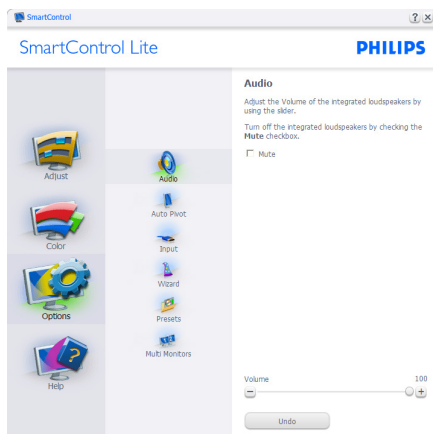 SmartControl
SmartControl Lite
PHILIPS
Adjust
Color
Options
Help
Audio
Auto Pivot
Input
Wizard
Presets
Multi Monitors
Audio
Adjust the Volume of the integrated loudspeakers by
using the slider.
Turn off the integrated loudspeakers by checking the
Mute checkbox.
Mute
Volume 100
Undo